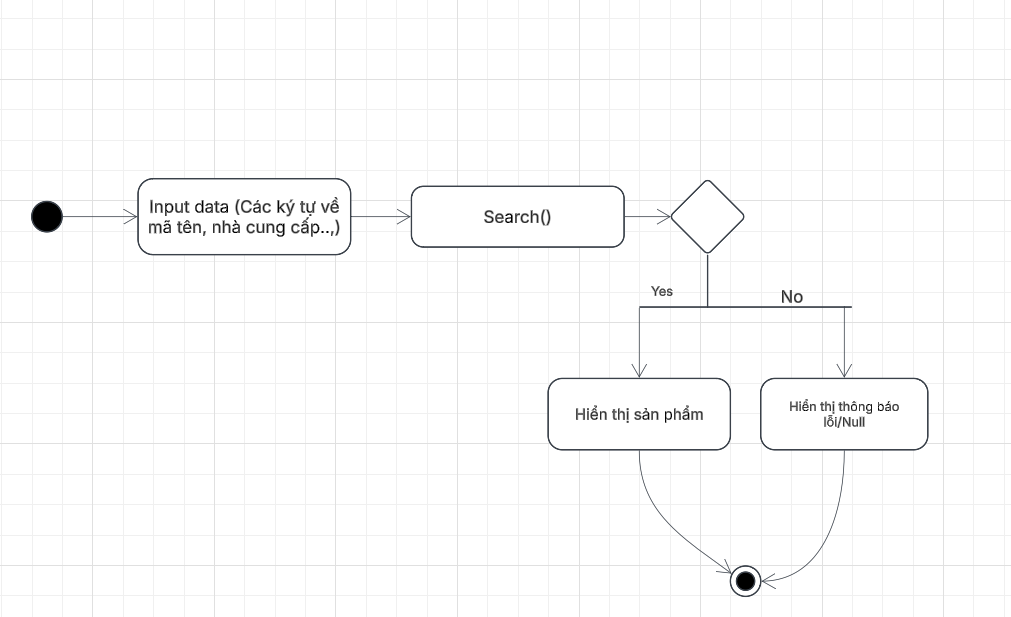 Input data (Các ký tự về
mã tên, nhà cung cấp..,)
Search()
Yes
No
Hiển thị sản phẩm
Hiển thị thông báo
lỗi/Null